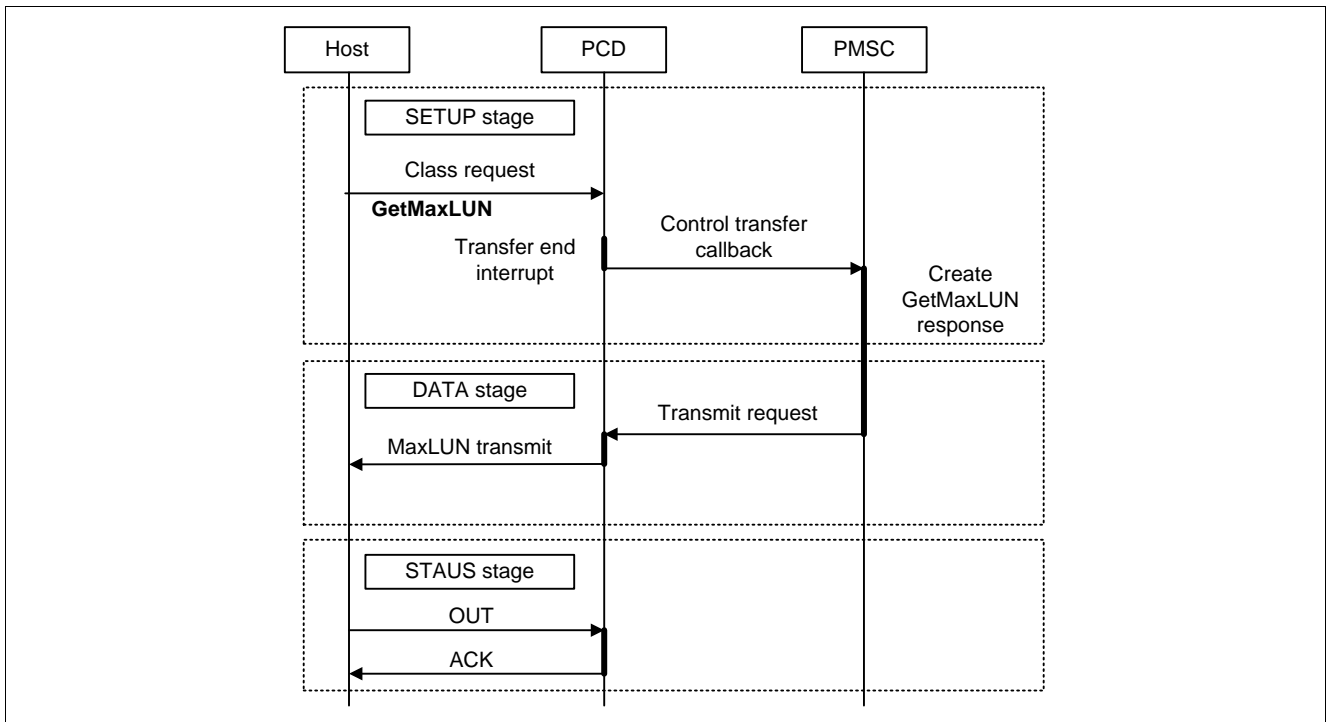 Host
PCD
PMSC
SETUP stage
Class request
GetMaxLUN
Transfer end
interrupt
Control transfer
callback
Create
GetMaxLUN
response
DATA stage
Transmit request
MaxLUN transmit
STAUS stage
OUT
ACK